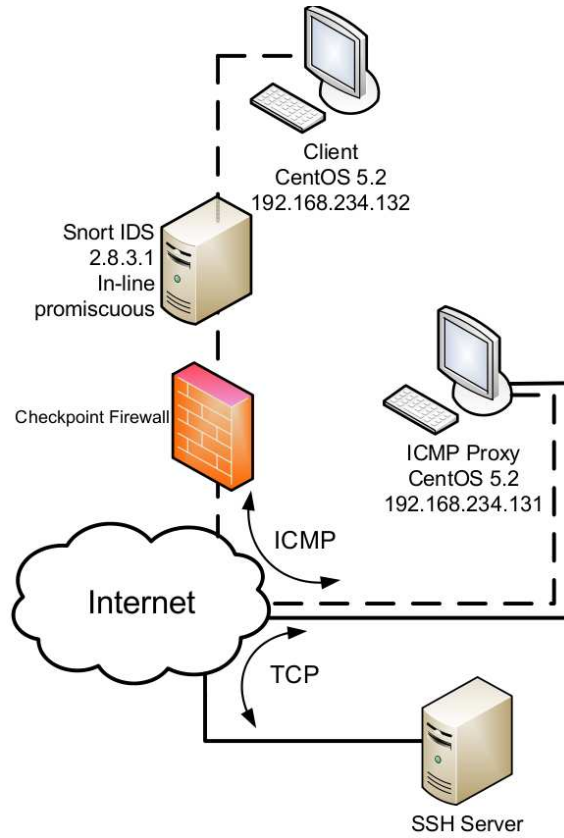 Client
CentOS 5.2
192.168.234.132
Snort IDS
2.8.3.1
In-line
promiscuous
Checkpoint Firewall
ICMP Proxy
CentOS 5.2
192.168.234.131
ICMP
Internet
TCP
SSH Server